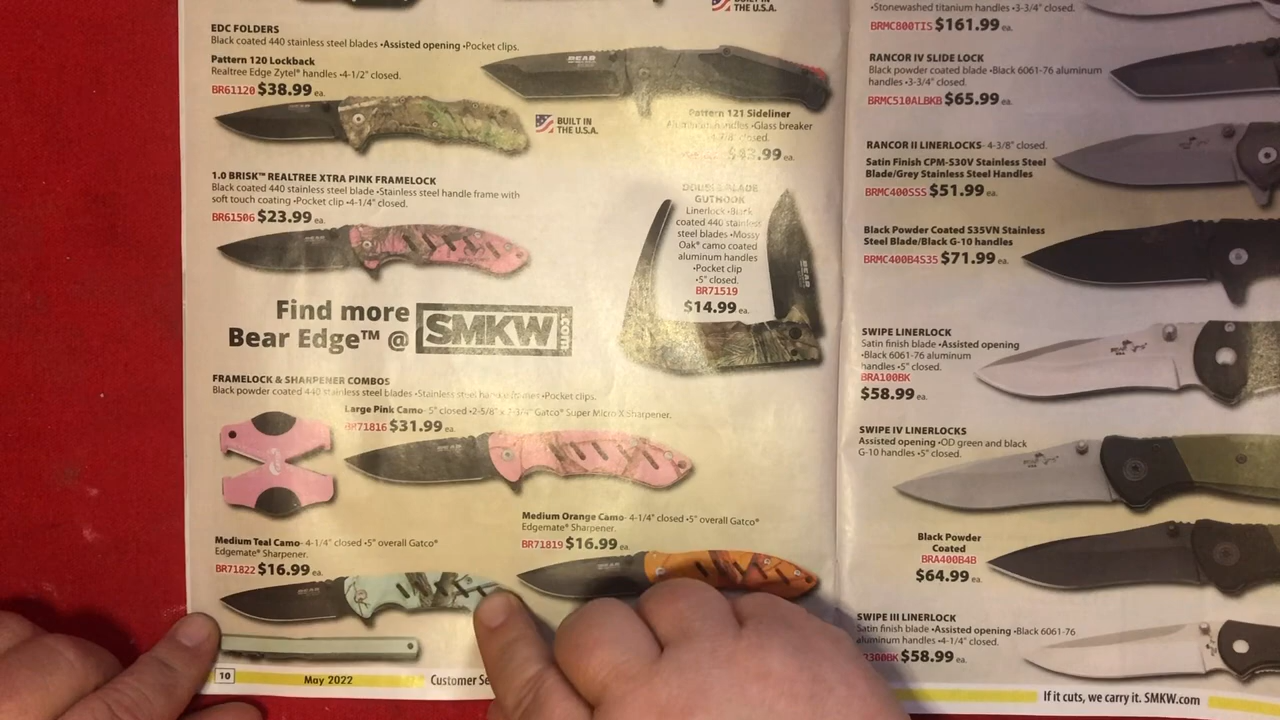 THE U.S.A.
EDC FOLDERS
Black coated 440 stainless steel blades •Assisted opening •Pocket clips.
Pattern 120 Lockback
Realtree Edge Zytel® handles •4-1/2" closed.
BR61120 $38.99 ea.
BUILT IN
THE U.S.A.
Pattern 121 Sideliner
handles •Glass breaker
closed.
ea.
1.0 BRISK™ REALTREE XTRA PINK FRAMELOCK
Black coated 440 stainless steel blade •Stainless steel handle frame with
soft touch coating •Pocket clip •4-1/4" closed.
BR61506 $23.99 ea.
DOUBLE BLADE
GUTHOOK
Linerlock •Black
coated 440 stainless
steel blades •Mossy
Oak® camo coated
aluminum handles
•Pocket clip
•5" closed.
BR71519
$14.99 ea.
BEAR
Find more
Bear Edge™ @ SMKW.com
FRAMELOCK & SHARPENER COMBOS
Black powder coated 440 stainless steel blades •Stainless steel handle frames •Pocket clips.
Large Pink Camo- 5" closed •2-5/8" x 3-1/4" Gatco® Super Micro X Sharpener.
BR71816 $31.99 ea.
Medium Orange Camo- 4-1/4" closed •5" overall Gatco®
Edgemate® Sharpener.
BR71819 $16.99 ea.
Medium Teal Camo- 4-1/4" closed •5" overall Gatco®
Edgemate® Sharpener.
BR71822 $16.99 ea.
10
May 2022
Customer Se
•Stonewashed titanium handles •3-3/4" closed.
BRMC800TIS $161.99 ea.
RANCOR IV SLIDE LOCK
Black powder coated blade •Black 6061-76 aluminum
handles •3-3/4" closed.
BRMC510ALBKB $65.99 ea.
RANCOR II LINERLOCKS- 4-3/8" closed.
Satin Finish CPM-S30V Stainless Steel
Blade/Grey Stainless Steel Handles
BRMC400SSS $51.99 ea.
Black Powder Coated S35VN Stainless
Steel Blade/Black G-10 handles
BRMC400B4S35 $71.99 ea.
SWIPE LINERLOCK
Satin finish blade •Assisted opening
•Black 6061-76 aluminum
handles •5" closed.
BRA100BK
$58.99 ea.
SWIPE IV LINERLOCKS
Assisted opening •OD green and black
G-10 handles •5" closed.
Black Powder
Coated
BRA400B4B
$64.99 ea.
SWIPE III LINERLOCK
Satin finish blade •Assisted opening •Black 6061-76
aluminum handles •4-1/4" closed.
300BK $58.99 ea.
If it cuts, we carry it. SMKW.com